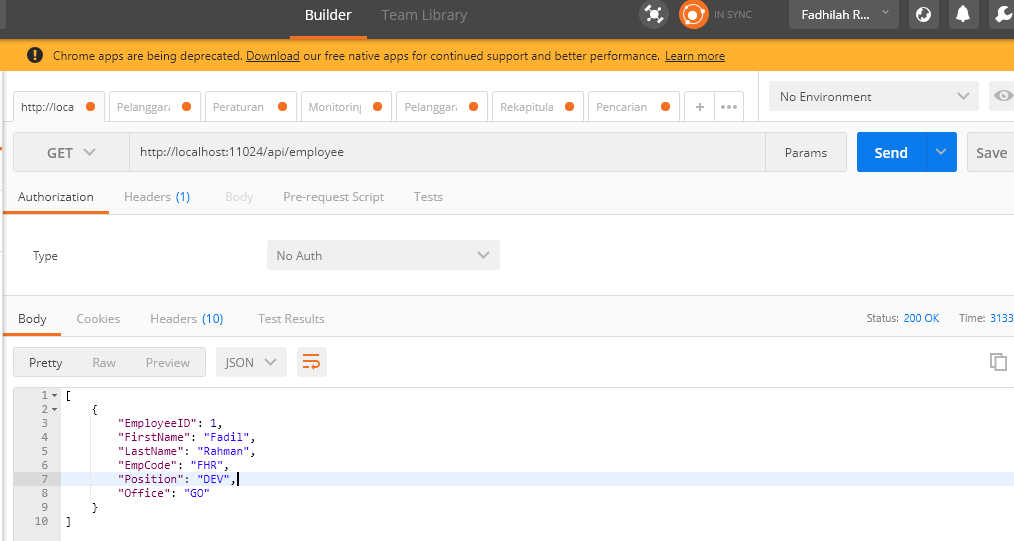 Builder Team Library IN SYNC Fadhilah R...
Chrome apps are being deprecated. Download our free native apps for continued support and better performance. Learn more
http://loca Pelanggara Peraturan Monitoring Pelanggara Rekapitula Pencarian + ••• No Environment
GET http://localhost:11024/api/employee Params Send Save
Authorization Headers (1) Body Pre-request Script Tests
Type No Auth
Body Cookies Headers (10) Test Results Status: 200 OK Time: 3133
Pretty Raw Preview JSON
1 [
2 {
3 "EmployeeID": 1,
4 "FirstName": "Fadil",
5 "LastName": "Rahman",
6 "EmpCode": "FHR",
7 "Position": "DEV",
8 "Office": "GO"
9 }
10 ]